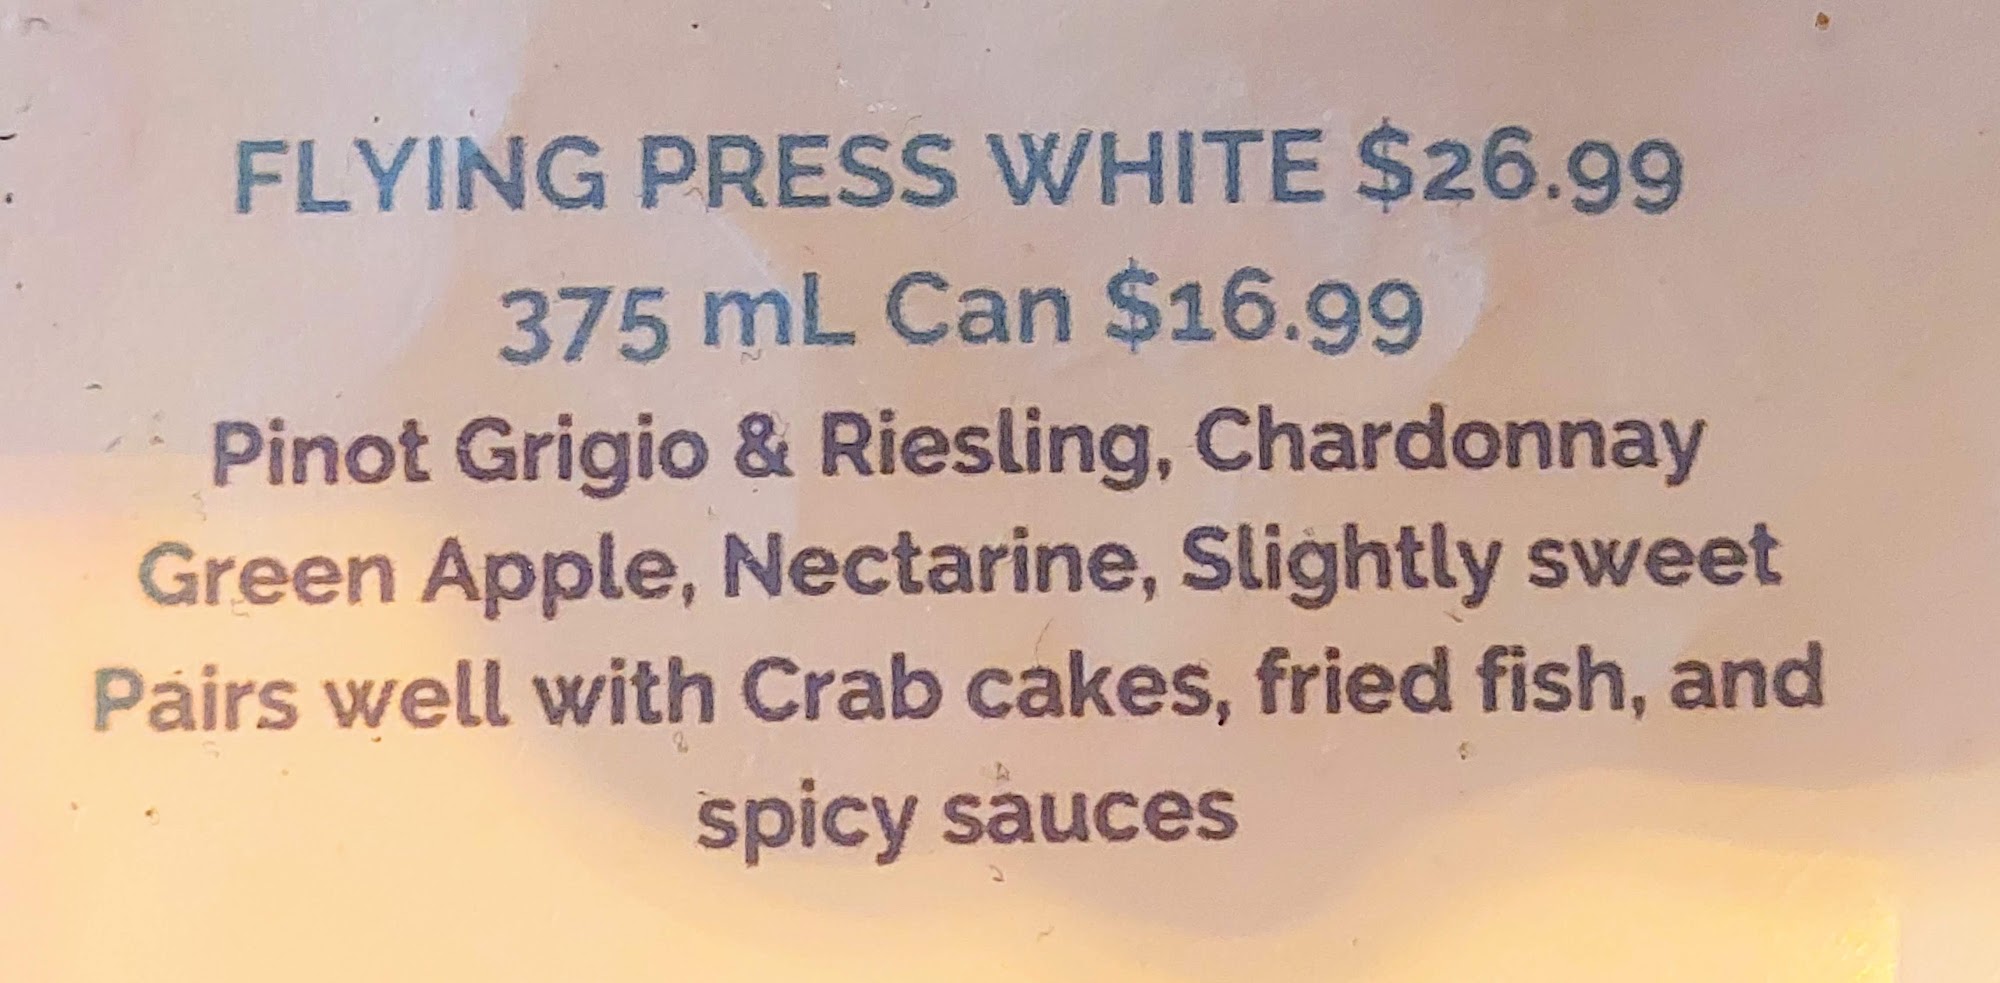 FLYING PRESS WHITE $26.99
375 mL Can $16.99
Pinot Grigio & Riesling, Chardonnay
Green Apple, Nectarine, Slightly sweet
Pairs well with Crab cakes, fried fish, and
spicy sauces